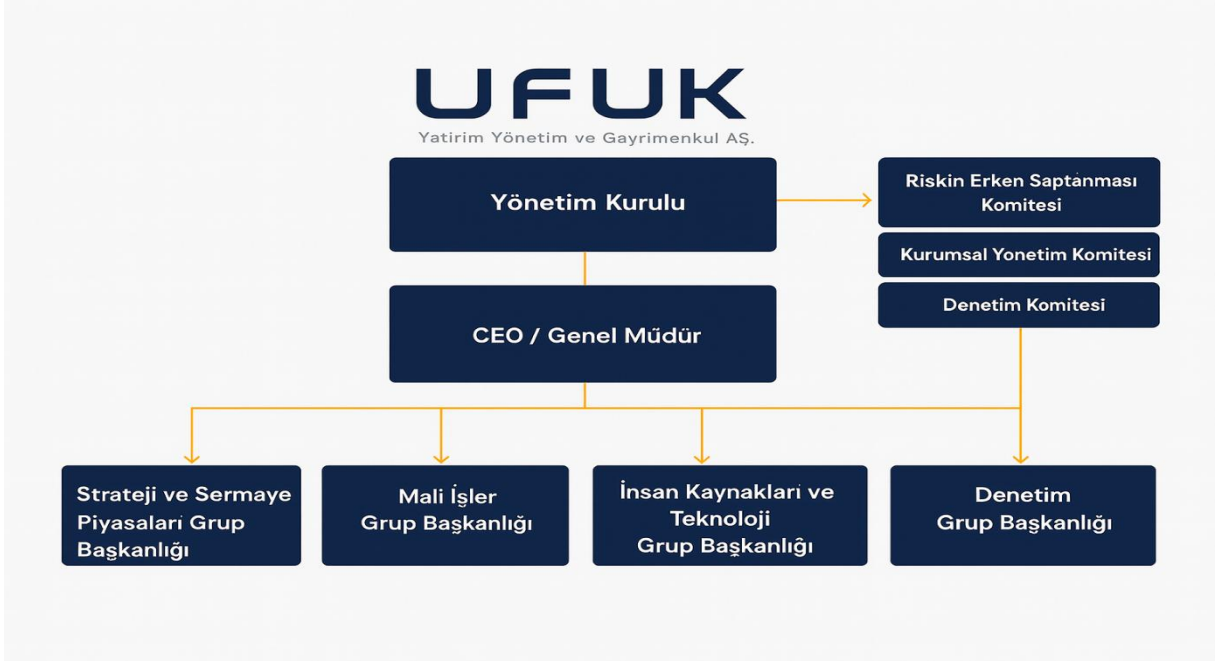 UFUK
Yatirim Yönetim ve Gayrimenkul AŞ.
Yönetim Kurulu
Riskin Erken Saptanması
Komitesi
Kurumsal Yonetim Komitesi
Denetim Komitesi
CEO / Genel Müdür
Strateji ve Sermaye
Piyasaları Grup
Başkanlığı
Mali İşler
Grup Başkanlığı
İnsan Kaynakları ve
Teknoloji
Grup Başkanlığı
Denetim
Grup Başkanlığı